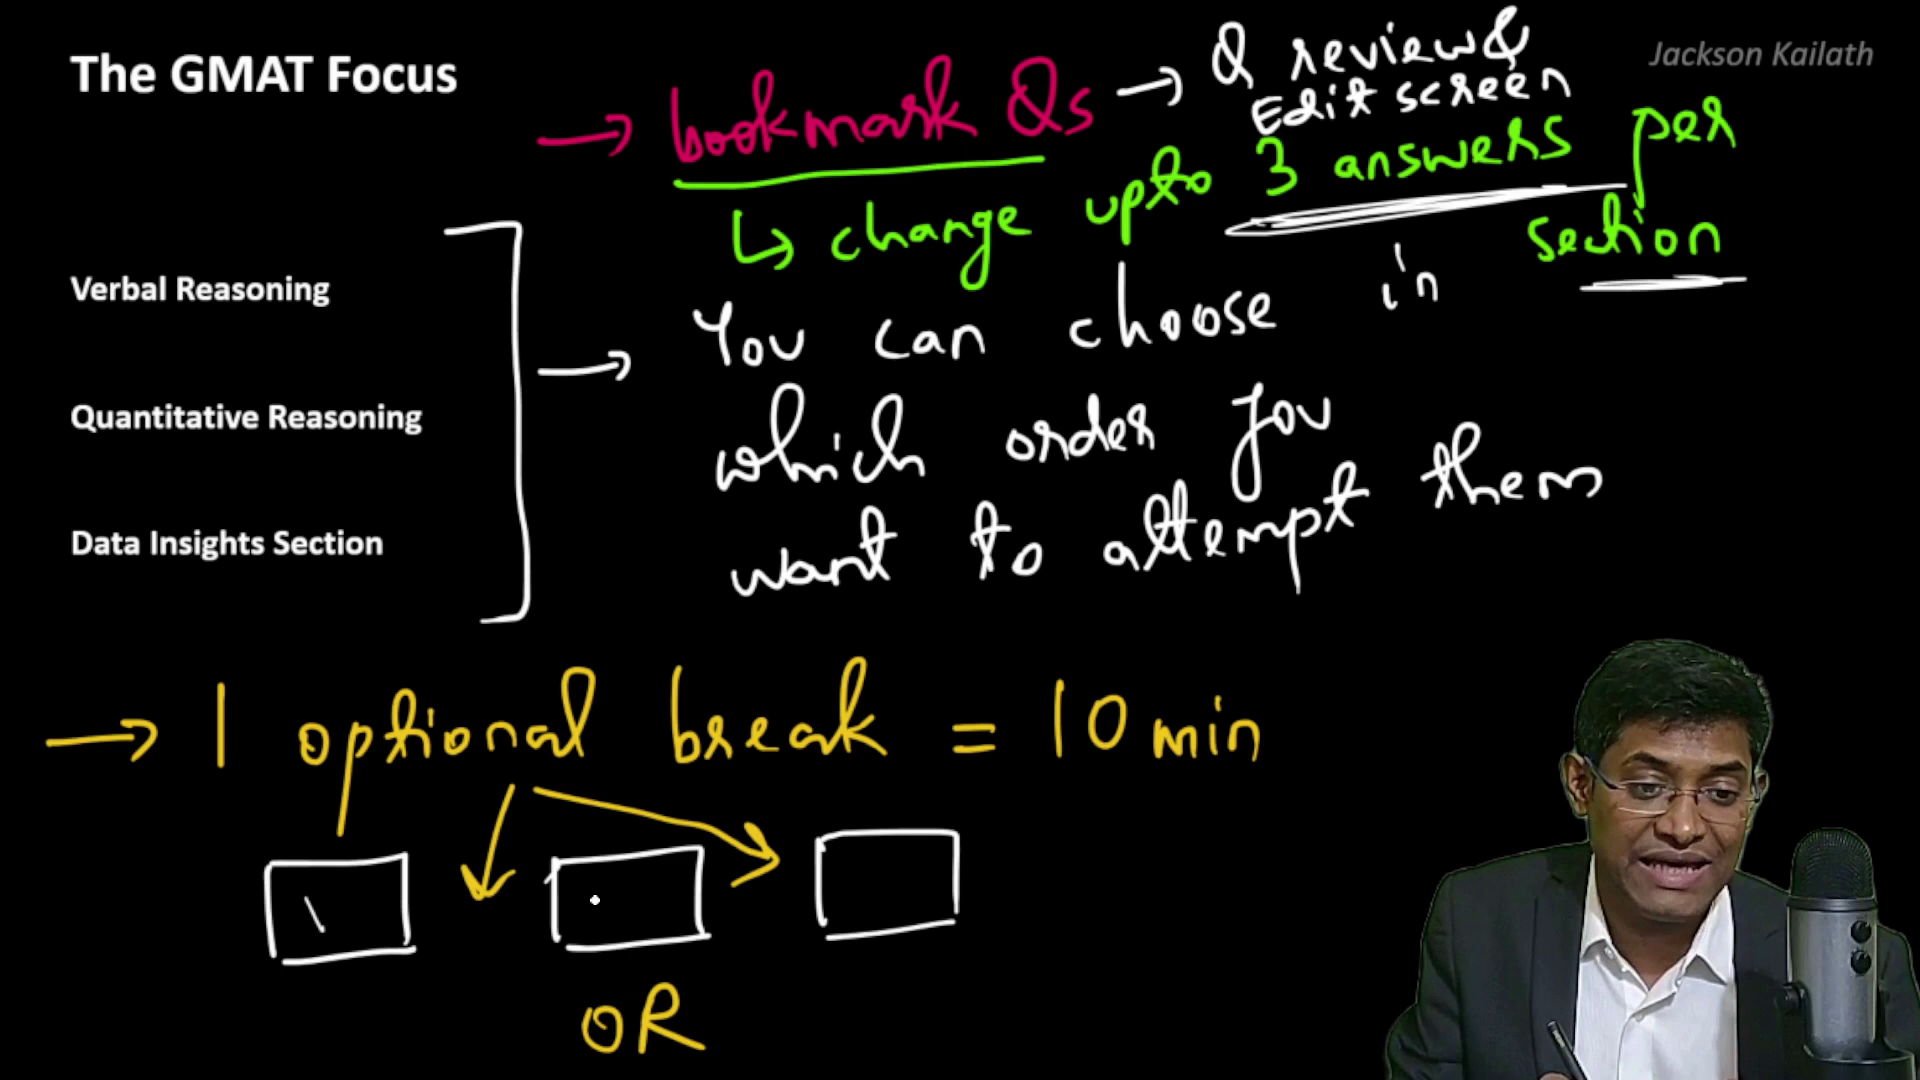 The GMAT Focus
Jackson Kailath
→ bookmark Qs → Q review &
Edit screen
↳ change upto 3 answers per
section
Verbal Reasoning
Quantitative Reasoning
Data Insights Section
→ You can choose in
which order you
want to attempt them
→ 1 optional break = 10 min
OR